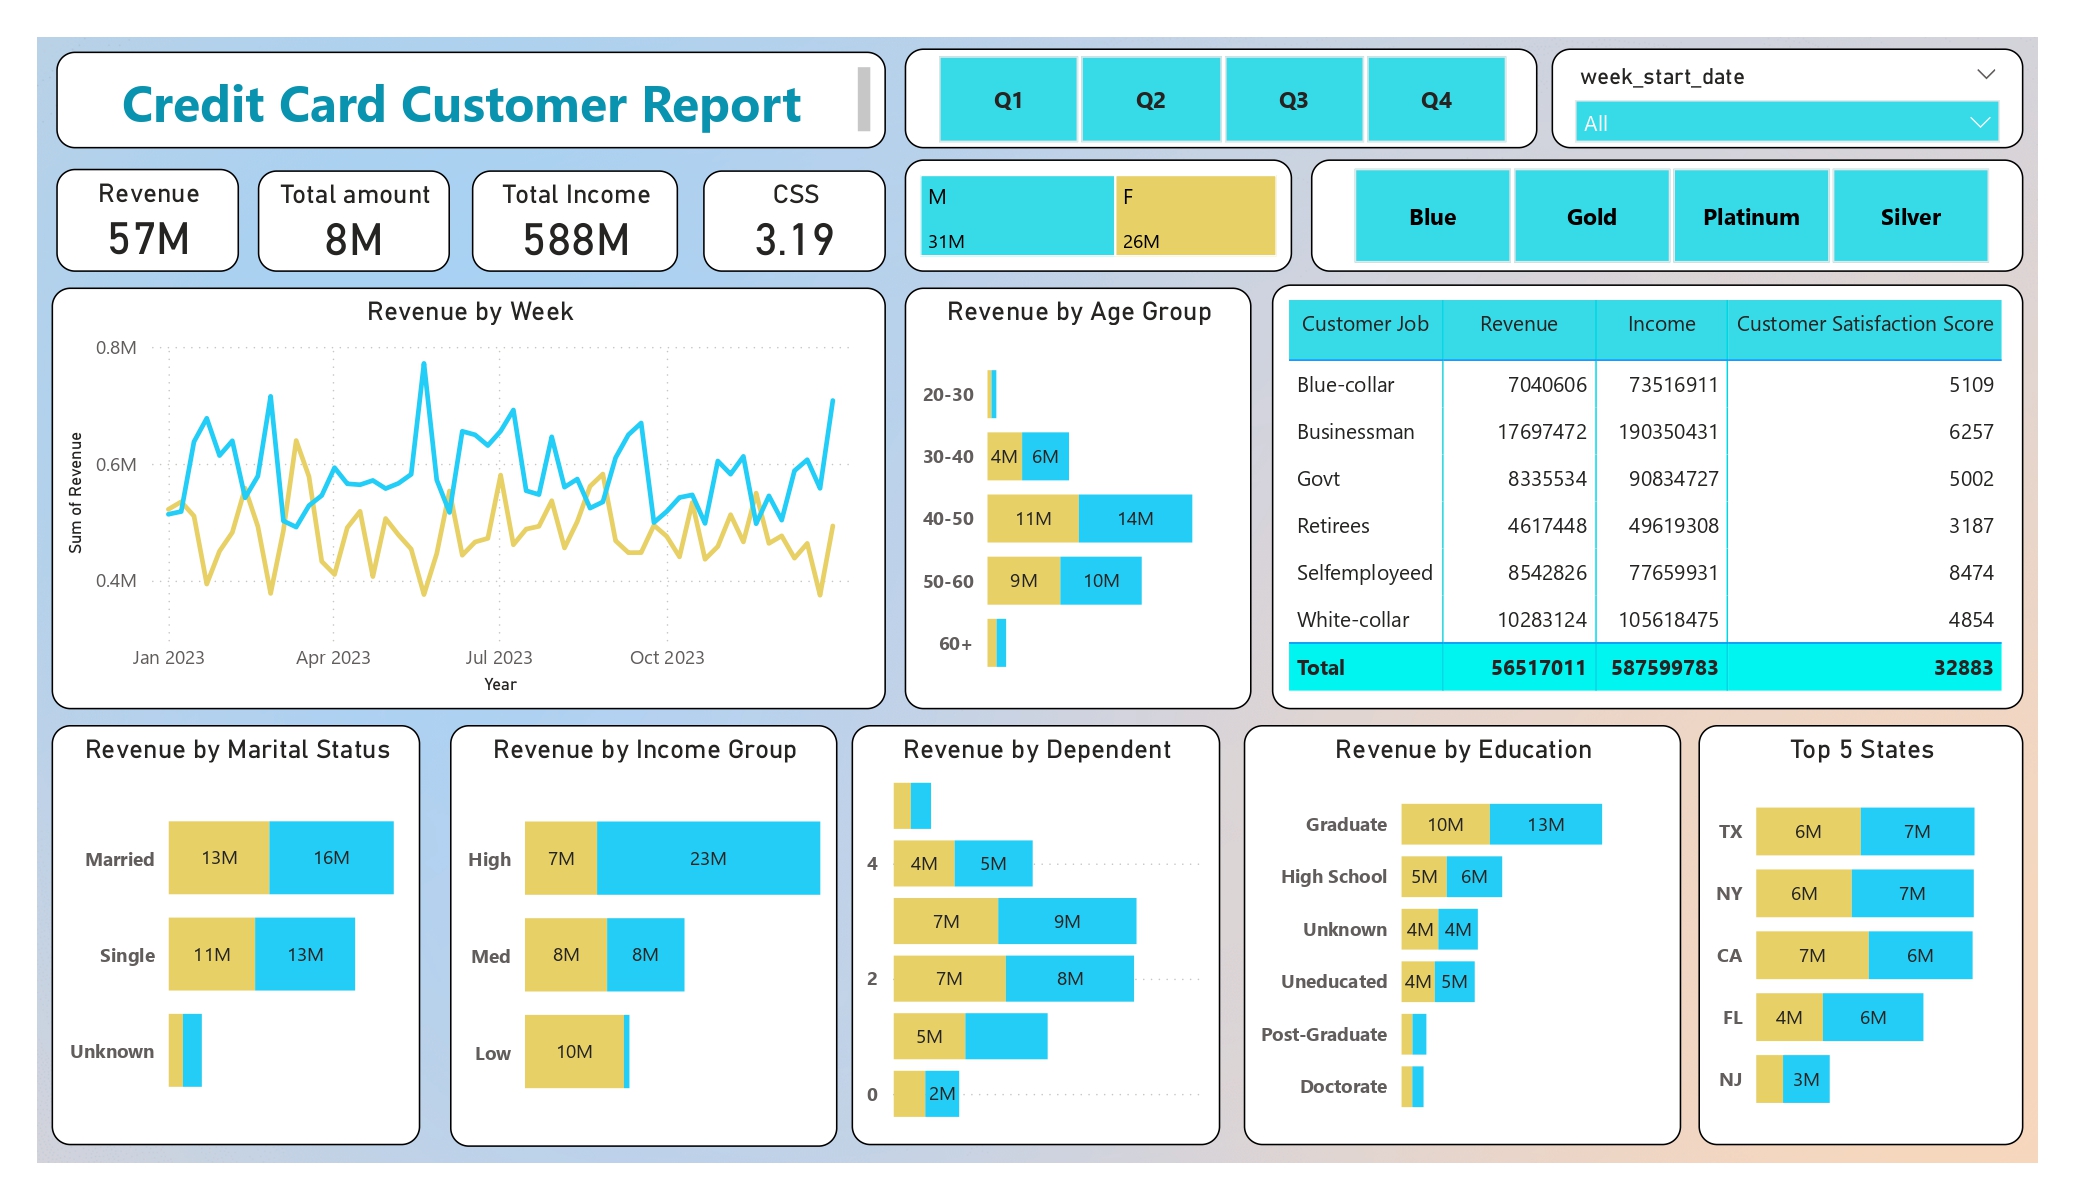 Credit Card Customer Report
Q1 Q2 Q3 Q4
week_start_date
All
Revenue
57M
Total amount
8M
Total Income
588M
CSS
3.19
M
31M
F
26M
Blue Gold Platinum Silver
Revenue by Week
0.8M
0.6M
0.4M
Sum of Revenue
Jan 2023 Apr 2023 Jul 2023 Oct 2023
Year
Revenue by Age Group
20-30
30-40 4M 6M
40-50 11M 14M
50-60 9M 10M
60+
Customer Job Revenue Income Customer Satisfaction Score
Blue-collar 7040606 73516911 5109
Businessman 17697472 190350431 6257
Govt 8335534 90834727 5002
Retirees 4617448 49619308 3187
Selfemployeed 8542826 77659931 8474
White-collar 10283124 105618475 4854
Total 56517011 587599783 32883
Revenue by Marital Status
Married 13M 16M
Single 11M 13M
Unknown
Revenue by Income Group
High 7M 23M
Med 8M 8M
Low 10M
Revenue by Dependent
4 4M 5M
7M 9M
2 7M 8M
5M
0 2M
Revenue by Education
Graduate 10M 13M
High School 5M 6M
Unknown 4M 4M
Uneducated 4M 5M
Post-Graduate
Doctorate
Top 5 States
TX 6M 7M
NY 6M 7M
CA 7M 6M
FL 4M 6M
NJ 3M